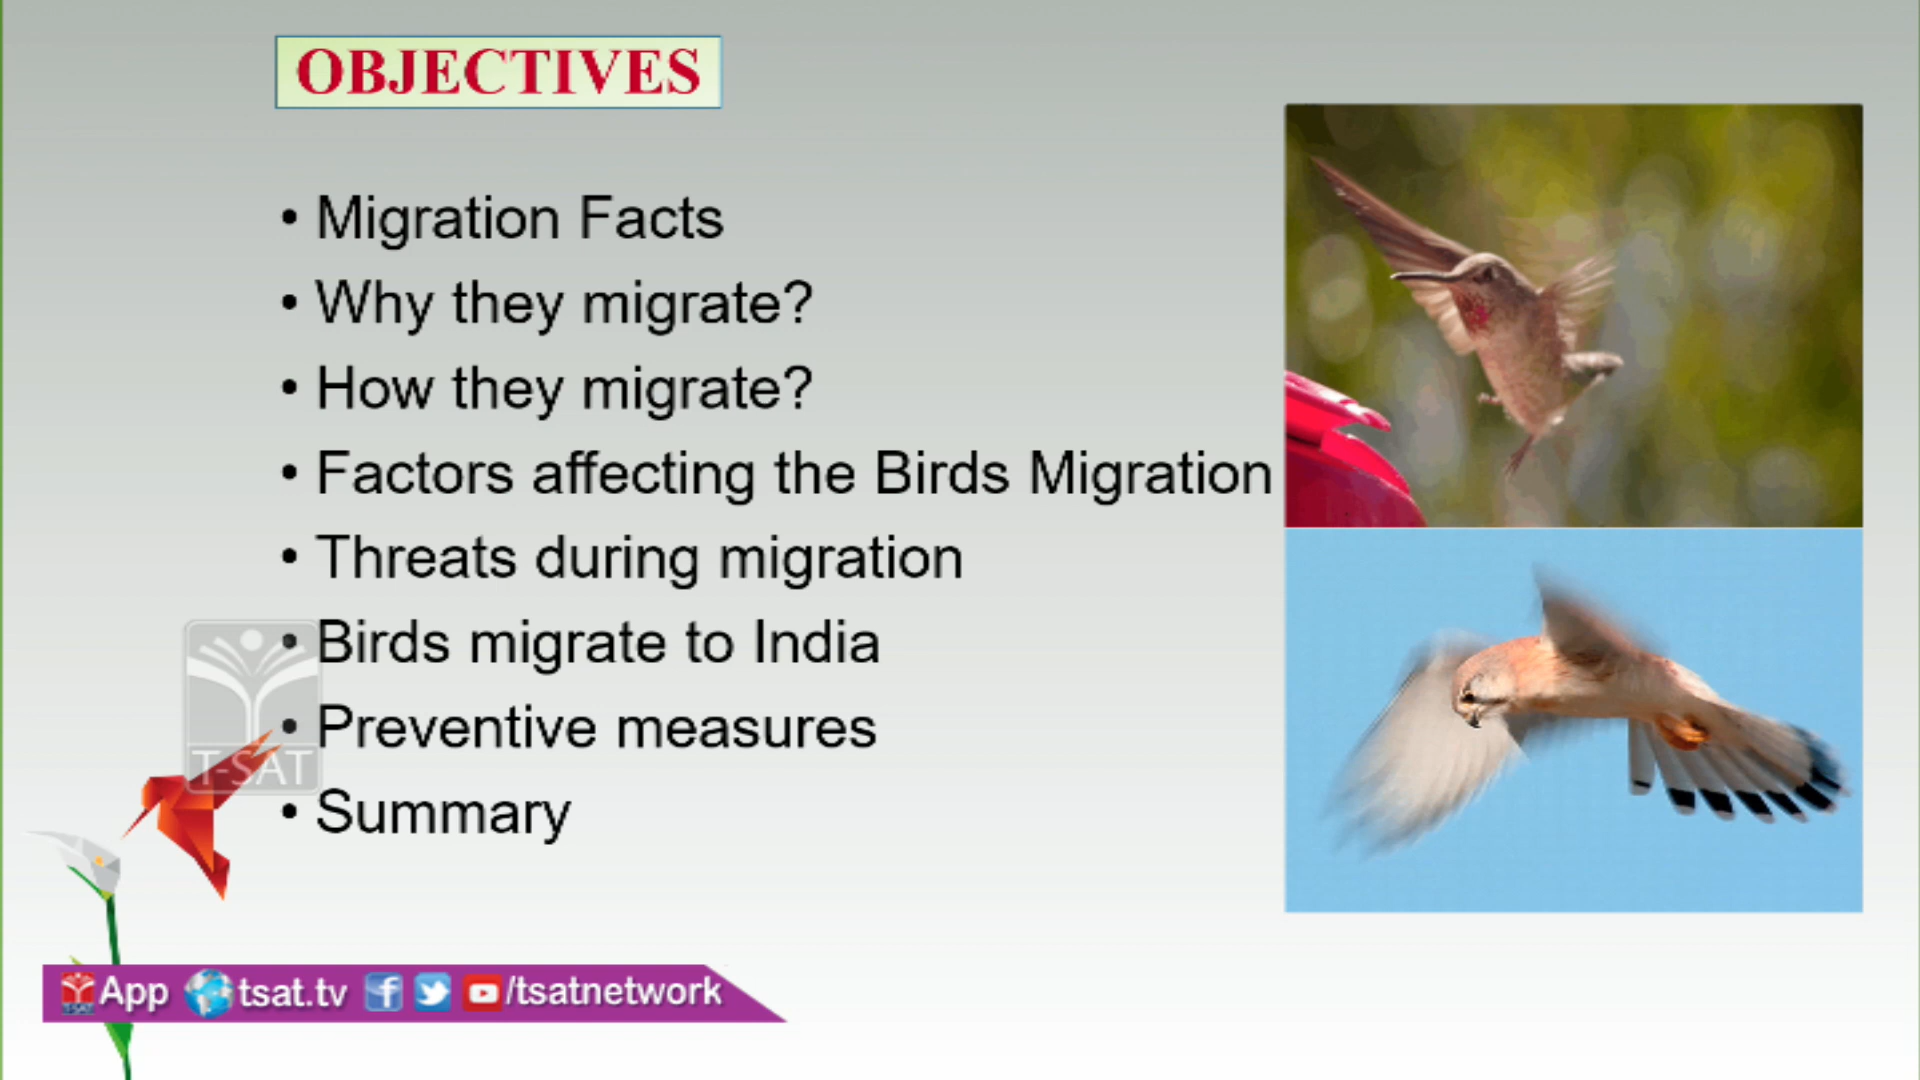 OBJECTIVES
• Migration Facts
• Why they migrate?
• How they migrate?
• Factors affecting the Birds Migration
• Threats during migration
• Birds migrate to India
• Preventive measures
• Summary
T-SAT
App tsat.tv /tsatnetwork